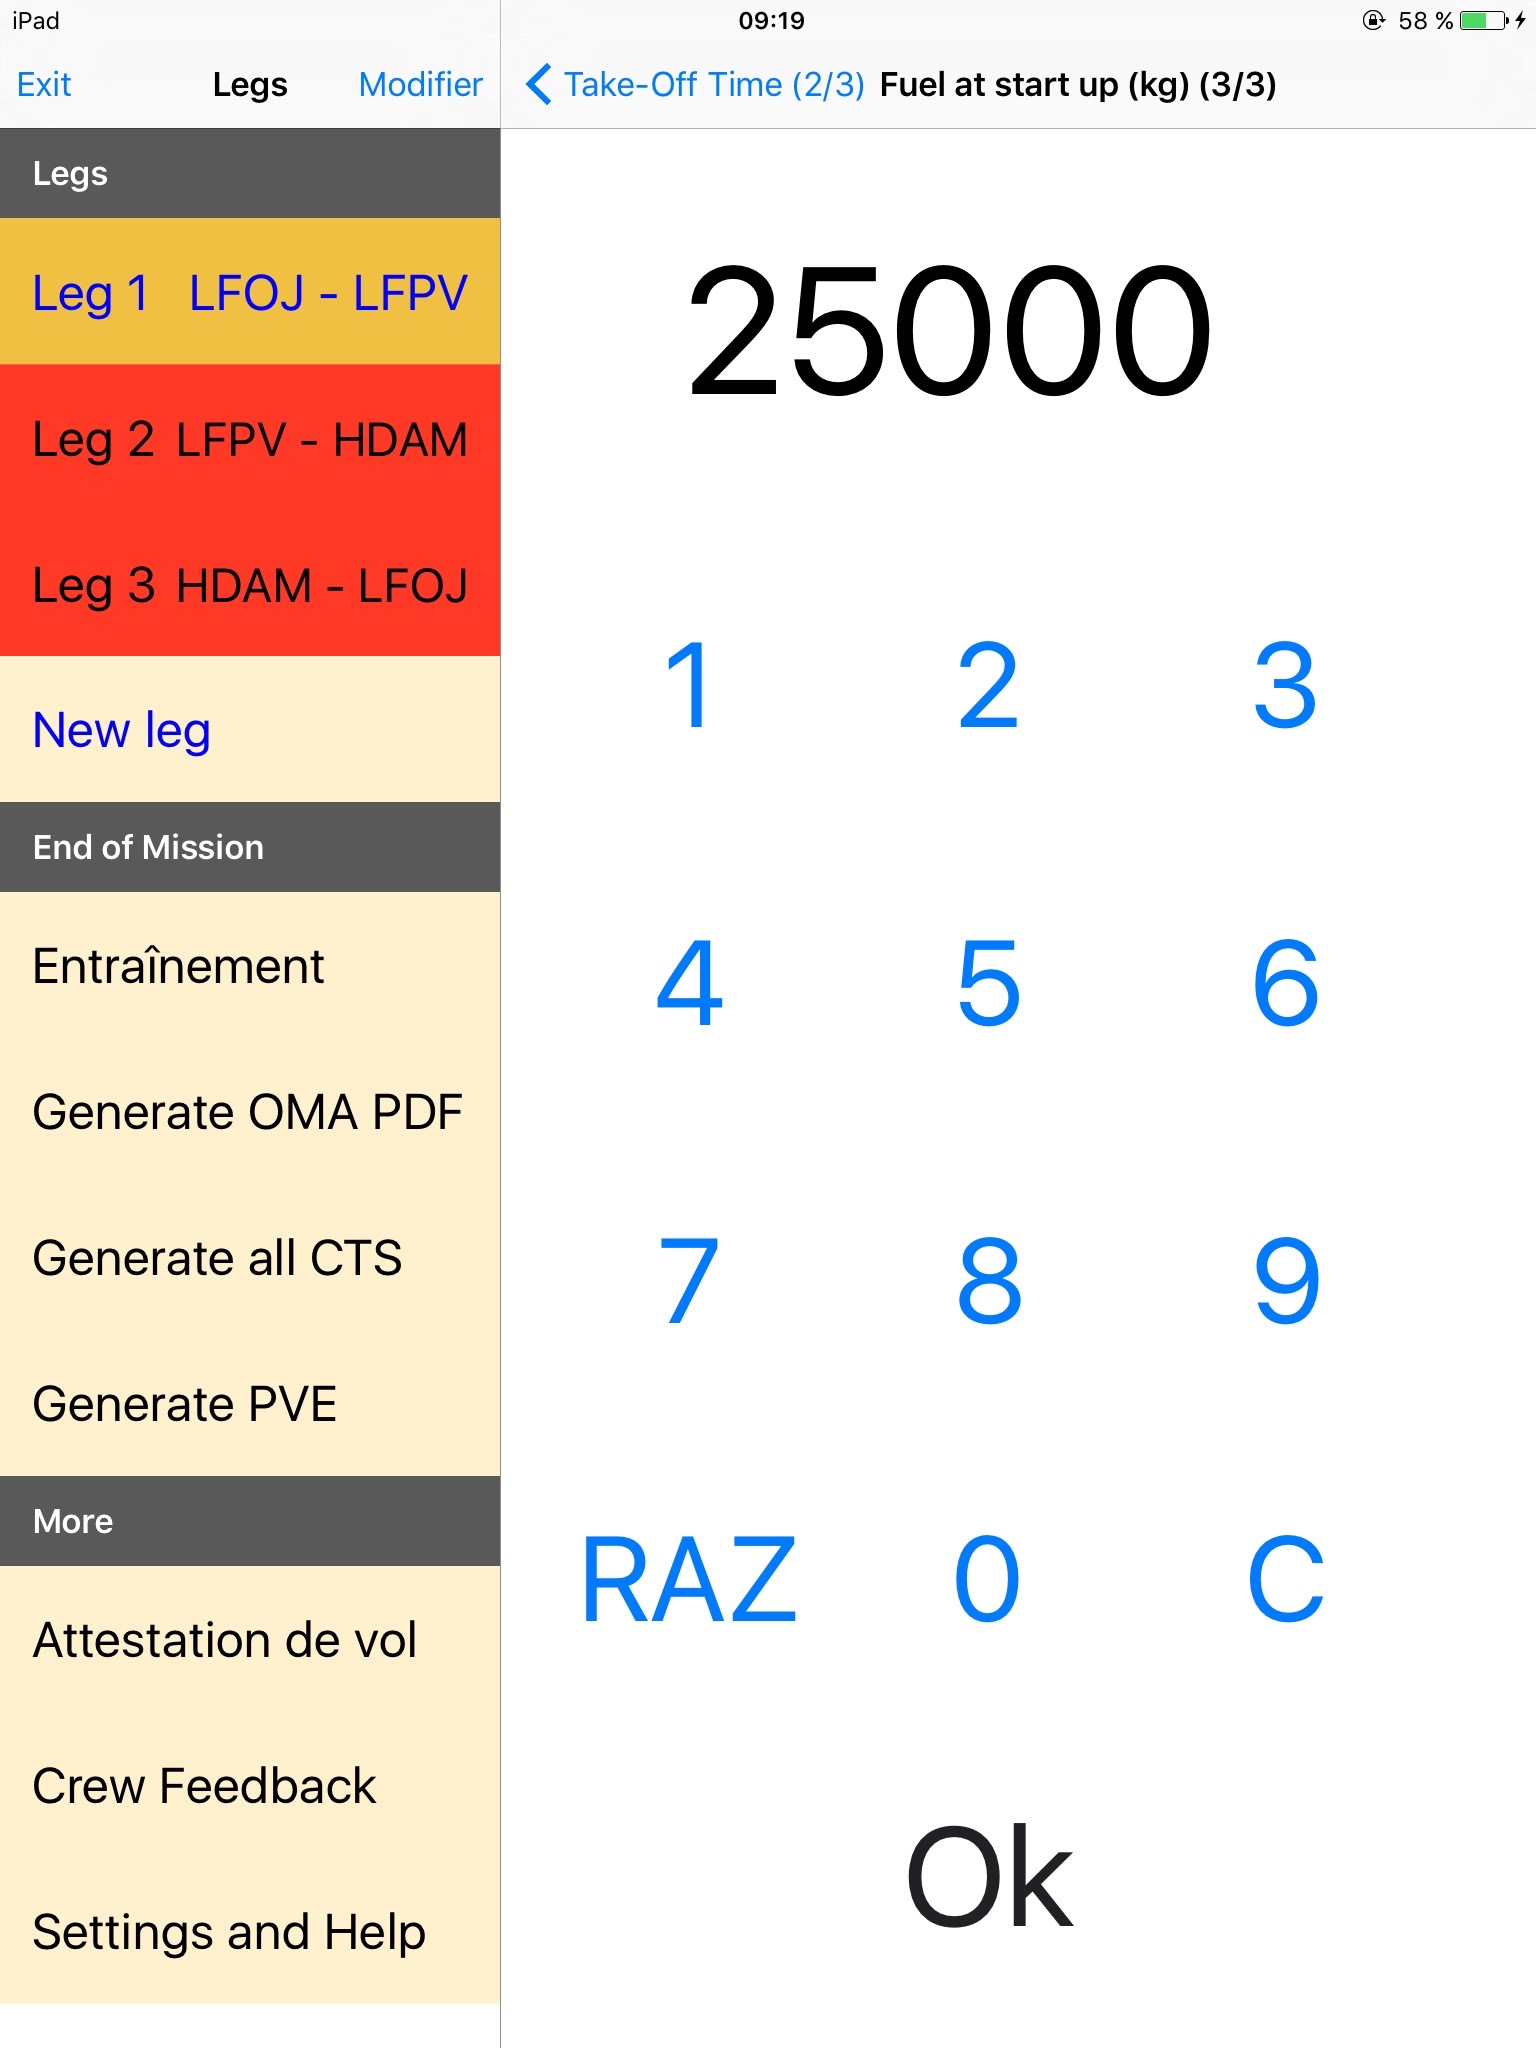 iPad 09:19 58 %
Exit Legs Modifier
Take-Off Time (2/3) Fuel at start up (kg) (3/3)
Legs
Leg 1 LFOJ - LFPV
Leg 2 LFPV - HDAM
Leg 3 HDAM - LFOJ
New leg
End of Mission
Entraînement
Generate OMA PDF
Generate all CTS
Generate PVE
More
Attestation de vol
Crew Feedback
Settings and Help
25000
1 2 3
4 5 6
7 8 9
RAZ 0 C
Ok